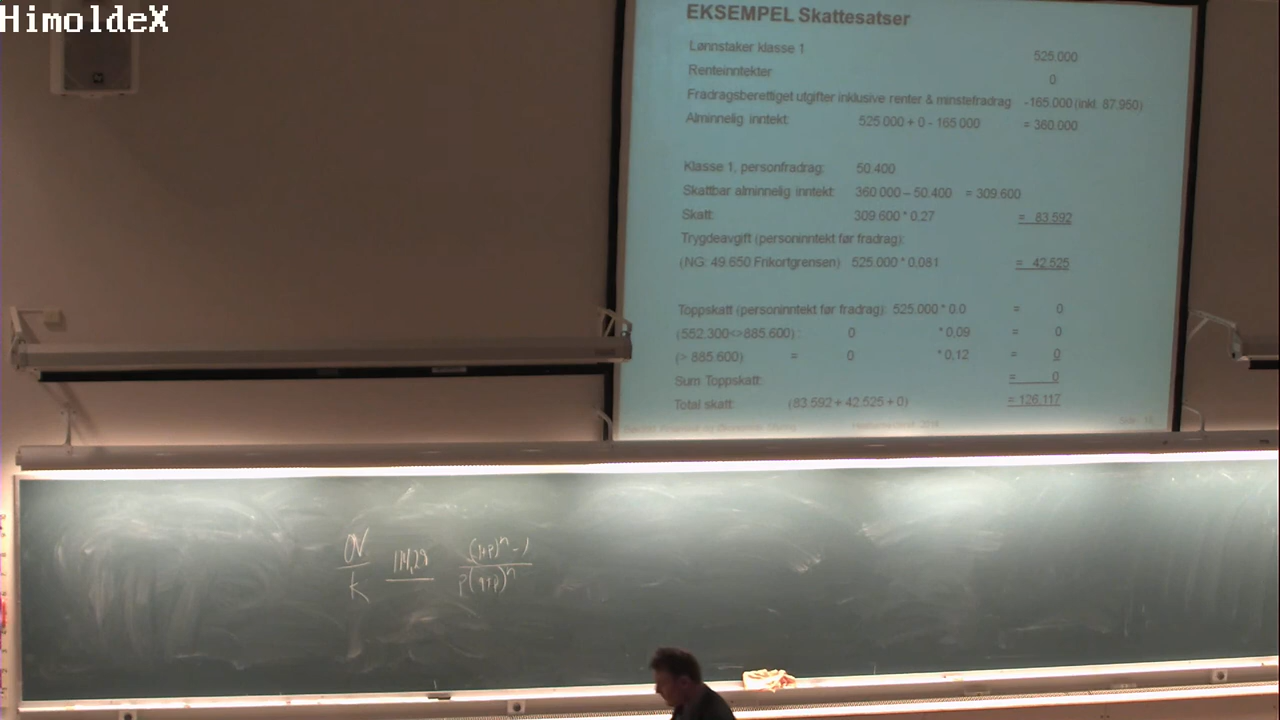 HimoldeX
EKSEMPEL Skattesatser
Lønnstaker klasse 1 525.000
Renteinntekter 0
Fradragsberettiget utgifter inklusive renter & minstefradrag -165.000 (inkl. 87.950)
Alminnelig inntekt: 525.000 + 0 - 165.000 = 360.000
Klasse 1, personfradrag: 50.400
Skattbar alminnelig inntekt: 360.000 – 50.400 = 309.600
Skatt: 309.600 * 0,27 = 83.592
Trygdeavgift (personinntekt før fradrag):
(NG: 49.650 Frikortgrensen) 525.000 * 0,081 = 42.525
Toppskatt (personinntekt før fradrag): 525.000 * 0.0 = 0
(552.300<>885.600) : 0 * 0,09 = 0
(> 885.600) = 0 * 0,12 = 0
Sum Toppskatt: = 0
Total skatt: (83.592 + 42.525 + 0) = 126.117
(1+p)ⁿ - 1
k